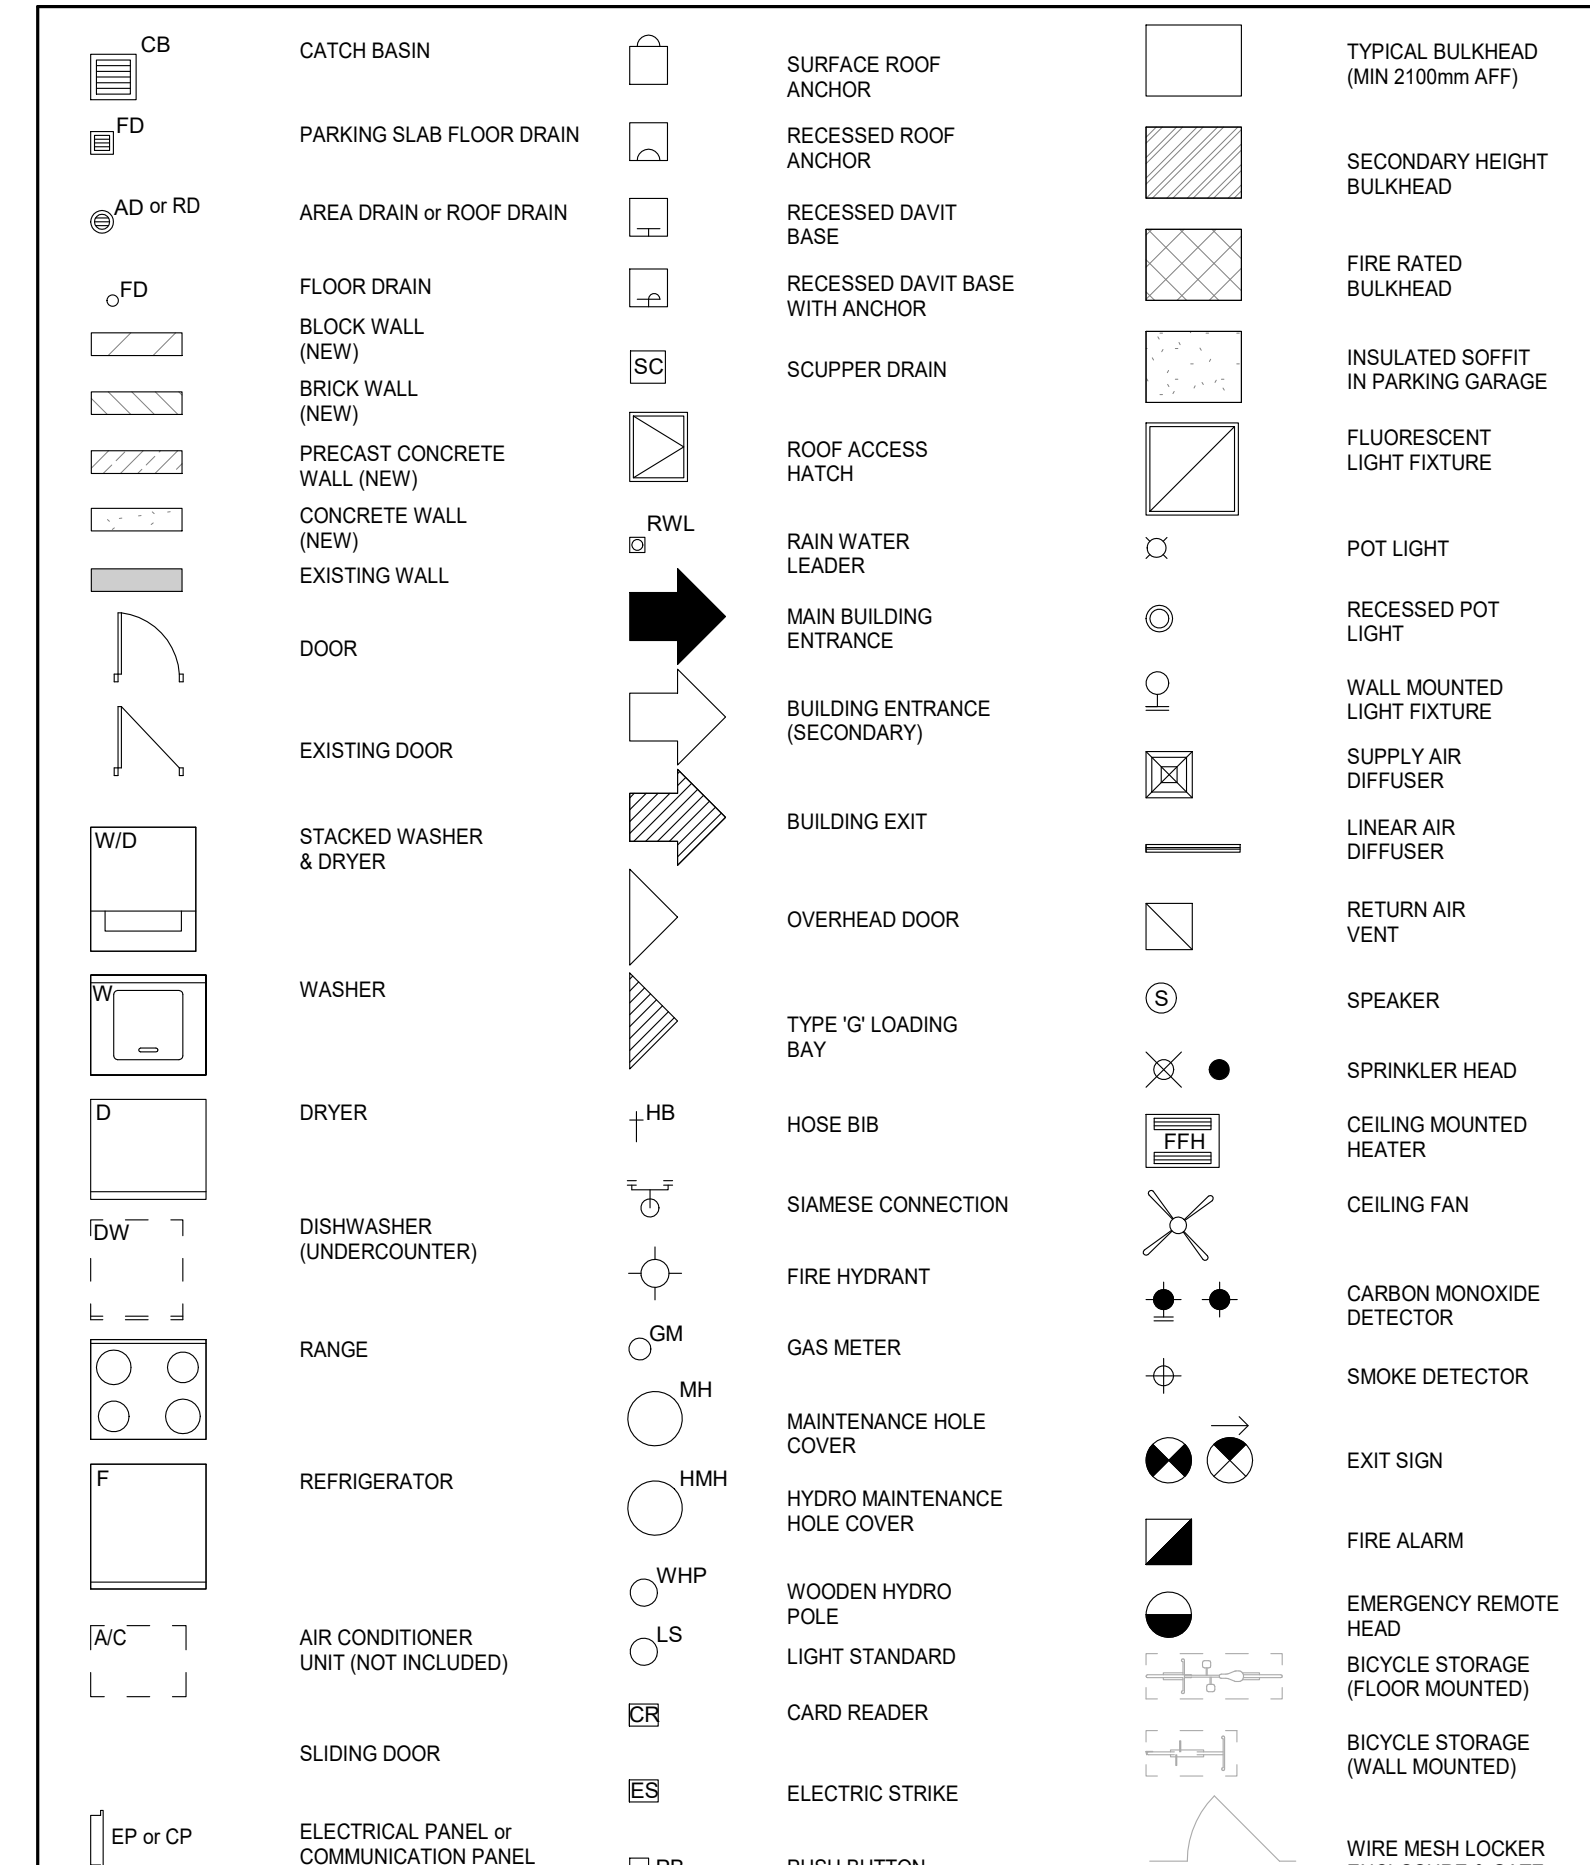 CB
CATCH BASIN
FD
PARKING SLAB FLOOR DRAIN
AD or RD
AREA DRAIN or ROOF DRAIN
FD
FLOOR DRAIN
BLOCK WALL
(NEW)
BRICK WALL
(NEW)
PRECAST CONCRETE
WALL (NEW)
CONCRETE WALL
(NEW)
EXISTING WALL
DOOR
EXISTING DOOR
W/D
STACKED WASHER
& DRYER
W
WASHER
D
DRYER
DW
DISHWASHER
(UNDERCOUNTER)
RANGE
F
REFRIGERATOR
A/C
AIR CONDITIONER
UNIT (NOT INCLUDED)
SLIDING DOOR
EP or CP
ELECTRICAL PANEL or
COMMUNICATION PANEL
SURFACE ROOF
ANCHOR
RECESSED ROOF
ANCHOR
RECESSED DAVIT
BASE
RECESSED DAVIT BASE
WITH ANCHOR
SC
SCUPPER DRAIN
ROOF ACCESS
HATCH
RWL
RAIN WATER
LEADER
MAIN BUILDING
ENTRANCE
BUILDING ENTRANCE
(SECONDARY)
BUILDING EXIT
OVERHEAD DOOR
TYPE 'G' LOADING
BAY
HB
HOSE BIB
SIAMESE CONNECTION
FIRE HYDRANT
GM
GAS METER
MH
MAINTENANCE HOLE
COVER
HMH
HYDRO MAINTENANCE
HOLE COVER
WHP
WOODEN HYDRO
POLE
LS
LIGHT STANDARD
CR
CARD READER
ES
ELECTRIC STRIKE
PB
PUSH BUTTON
TYPICAL BULKHEAD
(MIN 2100mm AFF)
SECONDARY HEIGHT
BULKHEAD
FIRE RATED
BULKHEAD
INSULATED SOFFIT
IN PARKING GARAGE
FLUORESCENT
LIGHT FIXTURE
POT LIGHT
RECESSED POT
LIGHT
WALL MOUNTED
LIGHT FIXTURE
SUPPLY AIR
DIFFUSER
LINEAR AIR
DIFFUSER
RETURN AIR
VENT
S
SPEAKER
SPRINKLER HEAD
FFH
CEILING MOUNTED
HEATER
CEILING FAN
CARBON MONOXIDE
DETECTOR
SMOKE DETECTOR
EXIT SIGN
FIRE ALARM
EMERGENCY REMOTE
HEAD
BICYCLE STORAGE
(FLOOR MOUNTED)
BICYCLE STORAGE
(WALL MOUNTED)
WIRE MESH LOCKER